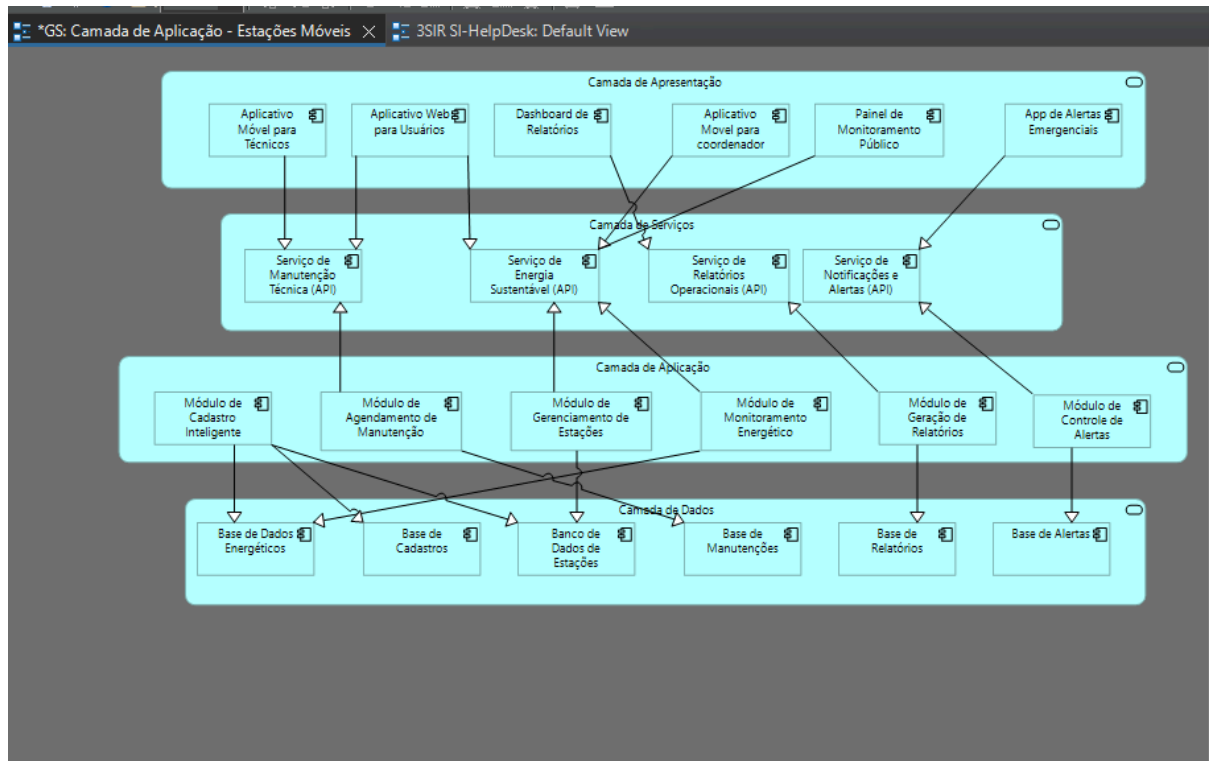 *GS: Camada de Aplicação - Estações Móveis
3SIR SI-HelpDesk: Default View
Camada de Apresentação
Aplicativo
Móvel para
Técnicos
Aplicativo Web
para Usuários
Dashboard de
Relatórios
Aplicativo
Movel para
coordenador
Painel de
Monitoramento
Público
App de Alertas
Emergenciais
Camada de Serviços
Serviço de
Manutenção
Técnica (API)
Serviço de
Energia
Sustentável (API)
Serviço de
Relatórios
Operacionais (API)
Serviço de
Notificações e
Alertas (API)
Camada de Aplicação
Módulo de
Cadastro
Inteligente
Módulo de
Agendamento de
Manutenção
Módulo de
Gerenciamento de
Estações
Módulo de
Monitoramento
Energético
Módulo de
Geração de
Relatórios
Módulo de
Controle de
Alertas
Camada de Dados
Base de Dados
Energéticos
Base de
Cadastros
Banco de
Dados de
Estações
Base de
Manutenções
Base de
Relatórios
Base de Alertas